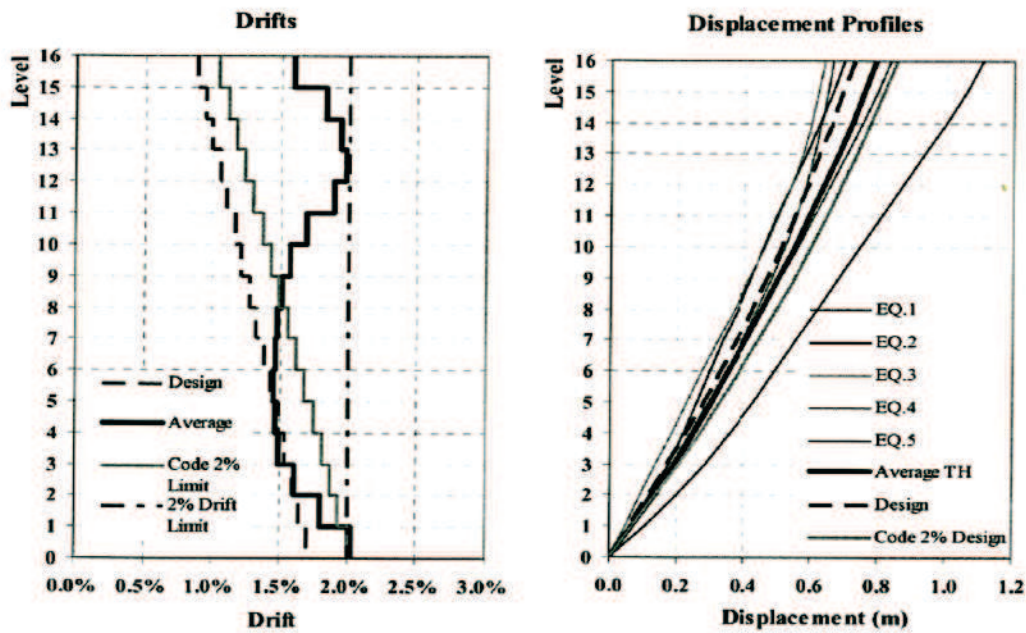 Drifts
Level
16
15
14
13
12
11
10
9
8
7
6
5
4
3
2
1
0
Design
Average
Code 2%
Limit
2% Drift
Limit
0.0% 0.5% 1.0% 1.5% 2.0% 2.5% 3.0%
Drift
Displacement Profiles
Level
16
15
14
13
12
11
10
9
8
7
6
5
4
3
2
1
0
EQ.1
EQ.2
EQ.3
EQ.4
EQ.5
Average TH
Design
Code 2% Design
0.0 0.2 0.4 0.6 0.8 1.0 1.2
Displacement (m)